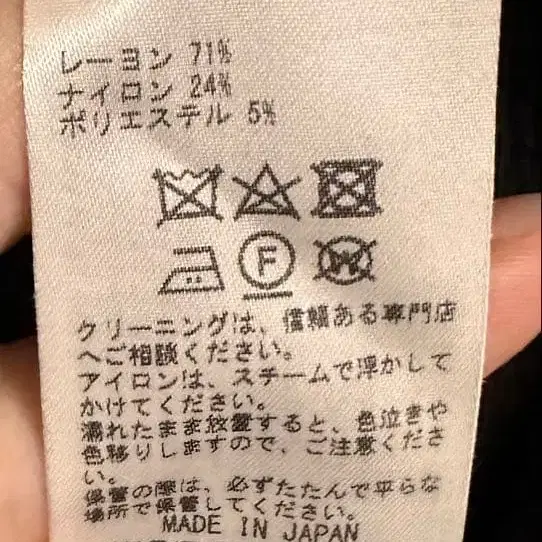 レーヨン 71%
ナイロン 24%
ポリエステル 5%
F
W
クリーニングは、信頼ある専門店
へご相談ください。
アイロンは、スチームで浮かして
かけてください。
濡れたまま放置すると、色泣きや
色移りしますので、ご注意くださ
い。
保管の際は、必ずたたんで平らな
場所で保管してください。
MADE IN JAPAN